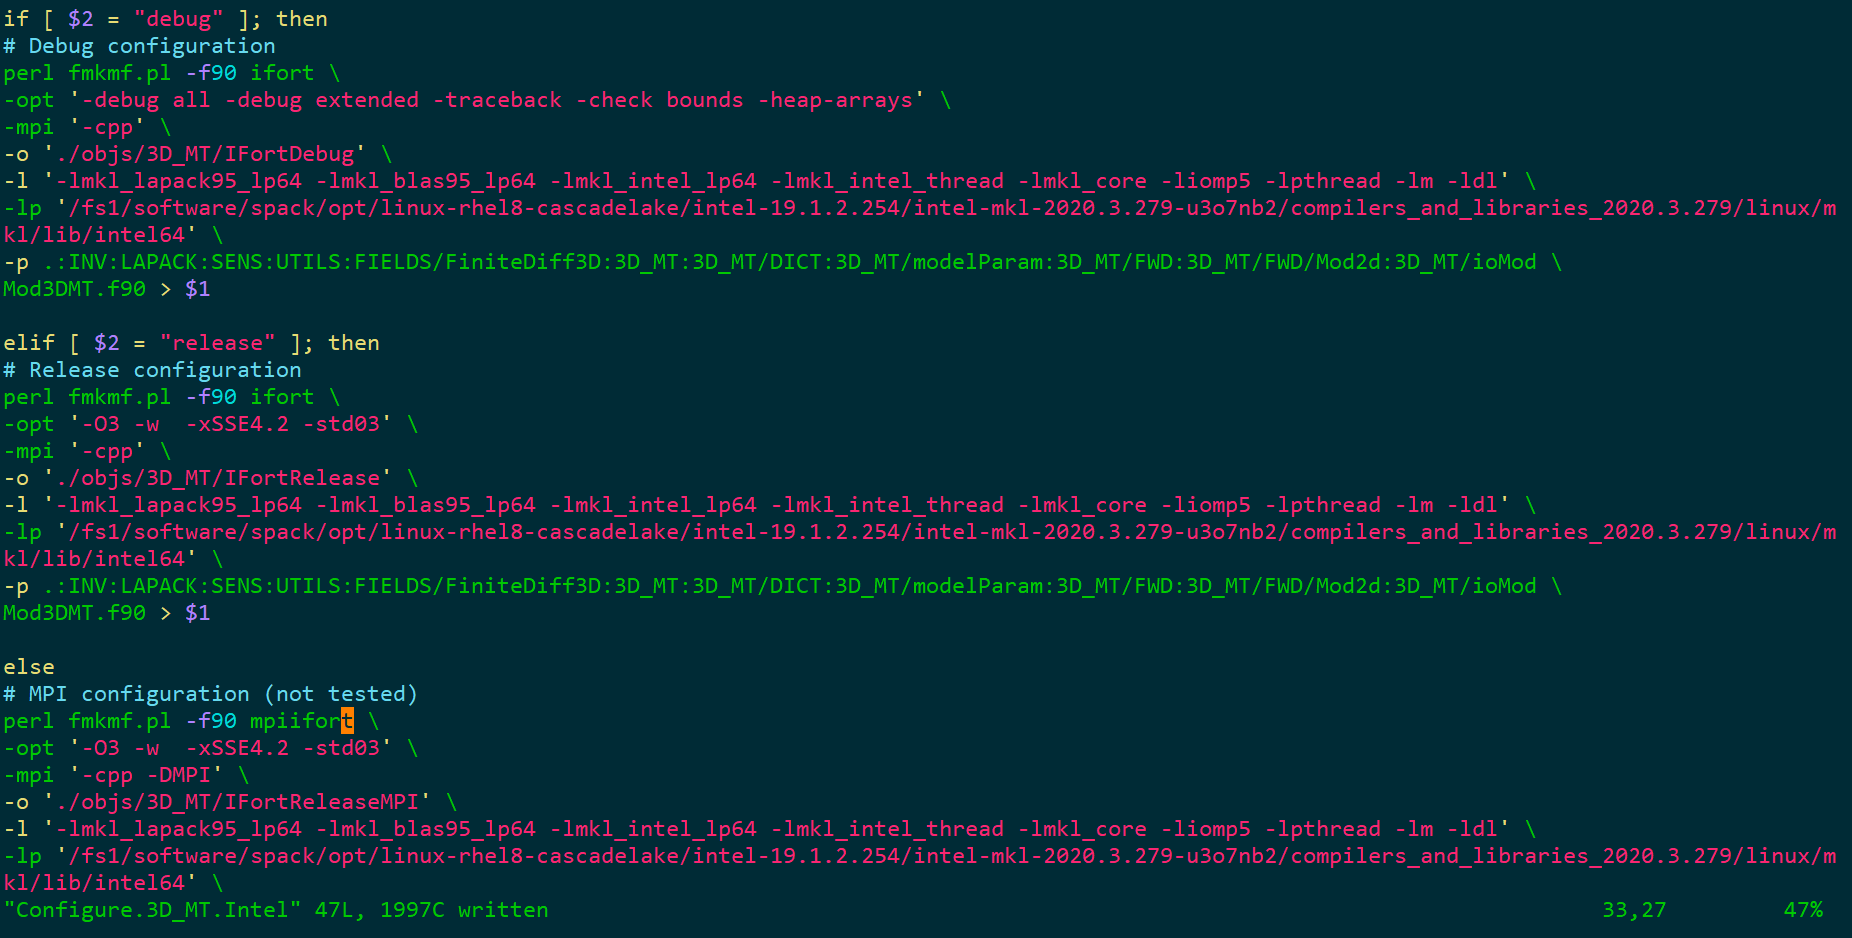 if [ $2 = "debug" ]; then
# Debug configuration
perl fmkmf.pl -f90 ifort \
-opt '-debug all -debug extended -traceback -check bounds -heap-arrays' \
-mpi '-cpp' \
-o './objs/3D_MT/IFortDebug' \
-l '-lmkl_lapack95_lp64 -lmkl_blas95_lp64 -lmkl_intel_lp64 -lmkl_intel_thread -lmkl_core -liomp5 -lpthread -lm -ldl' \
-lp '/fs1/software/spack/opt/linux-rhel8-cascadelake/intel-19.1.2.254/intel-mkl-2020.3.279-u3o7nb2/compilers_and_libraries_2020.3.279/linux/m
kl/lib/intel64' \
-p .:INV:LAPACK:SENS:UTILS:FIELDS/FiniteDiff3D:3D_MT:3D_MT/DICT:3D_MT/modelParam:3D_MT/FWD:3D_MT/FWD/Mod2d:3D_MT/ioMod \
Mod3DMT.f90 > $1
elif [ $2 = "release" ]; then
# Release configuration
perl fmkmf.pl -f90 ifort \
-opt '-O3 -w  -xSSE4.2 -std03' \
-mpi '-cpp' \
-o './objs/3D_MT/IFortRelease' \
-l '-lmkl_lapack95_lp64 -lmkl_blas95_lp64 -lmkl_intel_lp64 -lmkl_intel_thread -lmkl_core -liomp5 -lpthread -lm -ldl' \
-lp '/fs1/software/spack/opt/linux-rhel8-cascadelake/intel-19.1.2.254/intel-mkl-2020.3.279-u3o7nb2/compilers_and_libraries_2020.3.279/linux/m
kl/lib/intel64' \
-p .:INV:LAPACK:SENS:UTILS:FIELDS/FiniteDiff3D:3D_MT:3D_MT/DICT:3D_MT/modelParam:3D_MT/FWD:3D_MT/FWD/Mod2d:3D_MT/ioMod \
Mod3DMT.f90 > $1
else
# MPI configuration (not tested)
perl fmkmf.pl -f90 mpiifort \
-opt '-O3 -w  -xSSE4.2 -std03' \
-mpi '-cpp -DMPI' \
-o './objs/3D_MT/IFortReleaseMPI' \
-l '-lmkl_lapack95_lp64 -lmkl_blas95_lp64 -lmkl_intel_lp64 -lmkl_intel_thread -lmkl_core -liomp5 -lpthread -lm -ldl' \
-lp '/fs1/software/spack/opt/linux-rhel8-cascadelake/intel-19.1.2.254/intel-mkl-2020.3.279-u3o7nb2/compilers_and_libraries_2020.3.279/linux/m
kl/lib/intel64' \
"Configure.3D_MT.Intel" 47L, 1997C written 33,27 47%